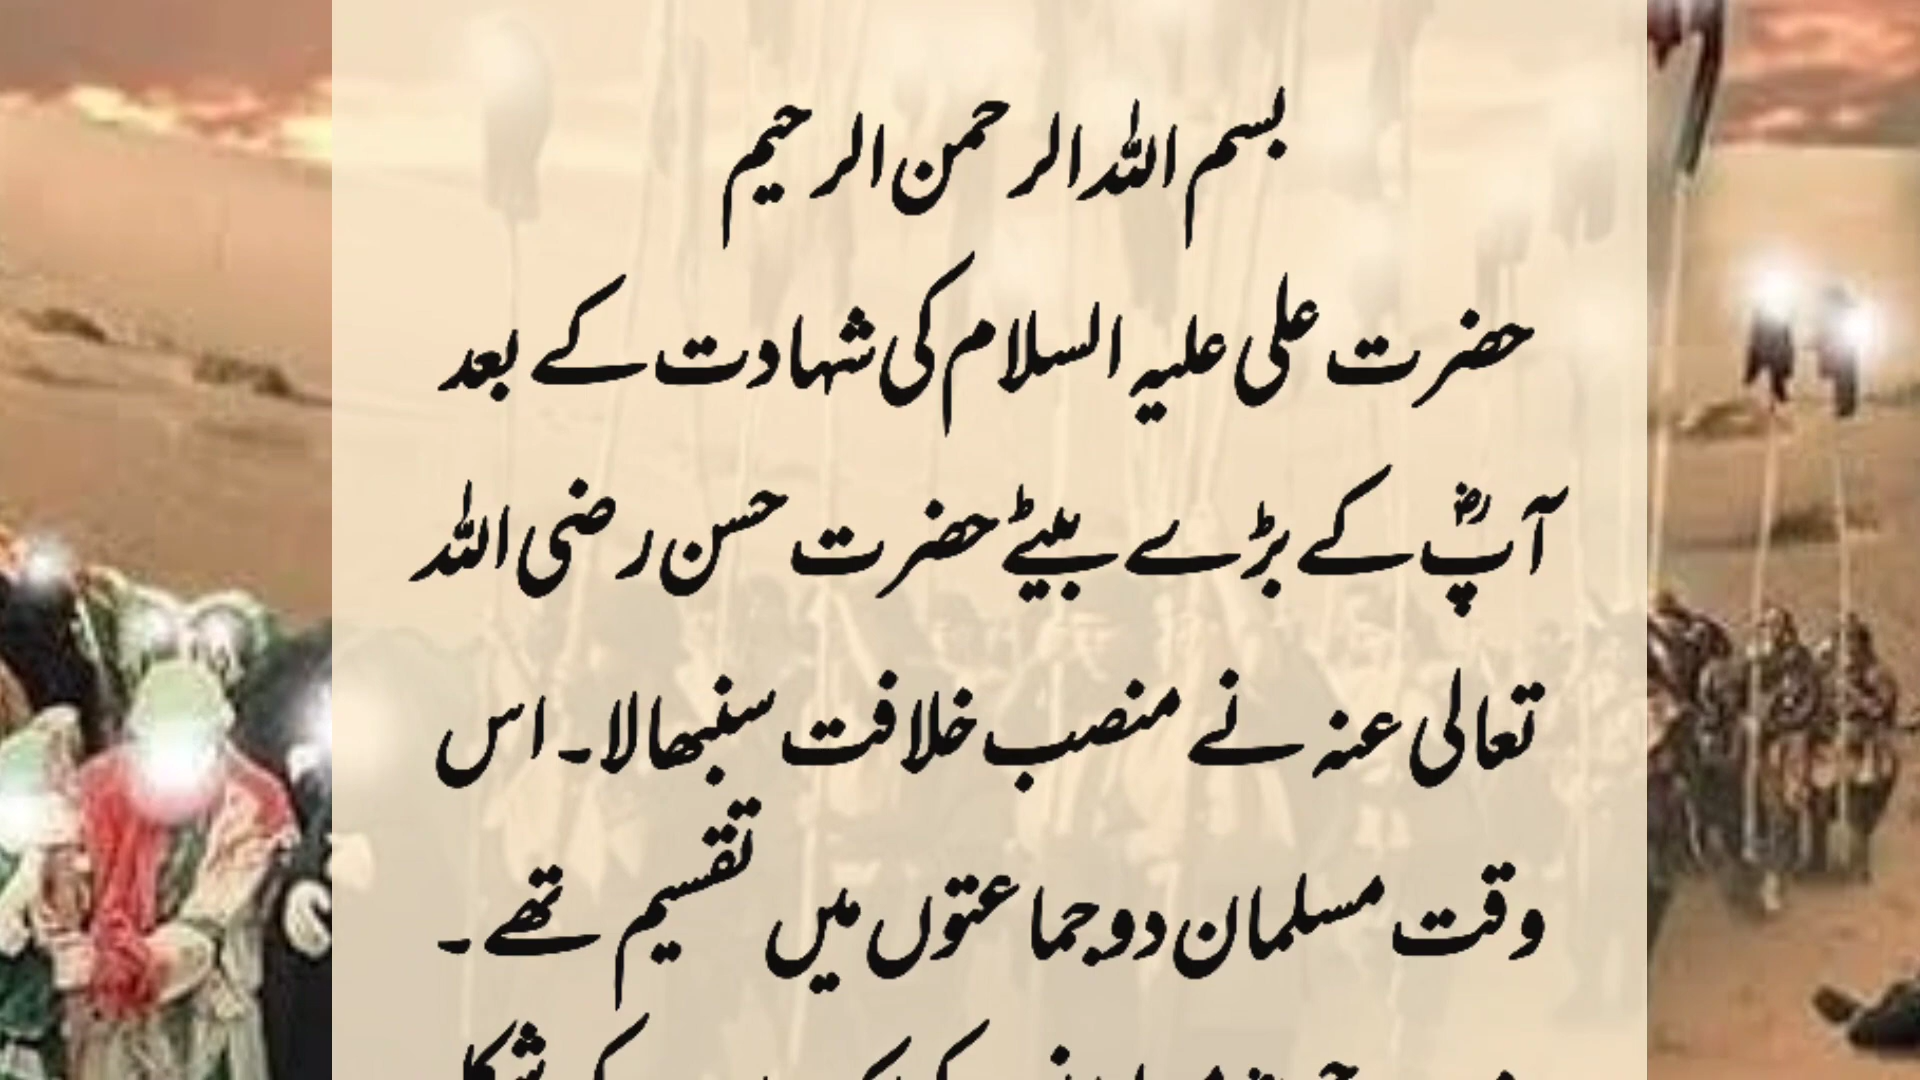 بسم اللہ الرحمن الرحیم
حضرت علی علیہ السلام کی شہادت کے بعد
آپؓ کے بڑے بیٹے حضرت حسن رضی اللہ
تعالی عنہ نے منصب خلافت سنبھالا۔ اس
وقت مسلمان دو جماعتوں میں تقسیم تھے۔